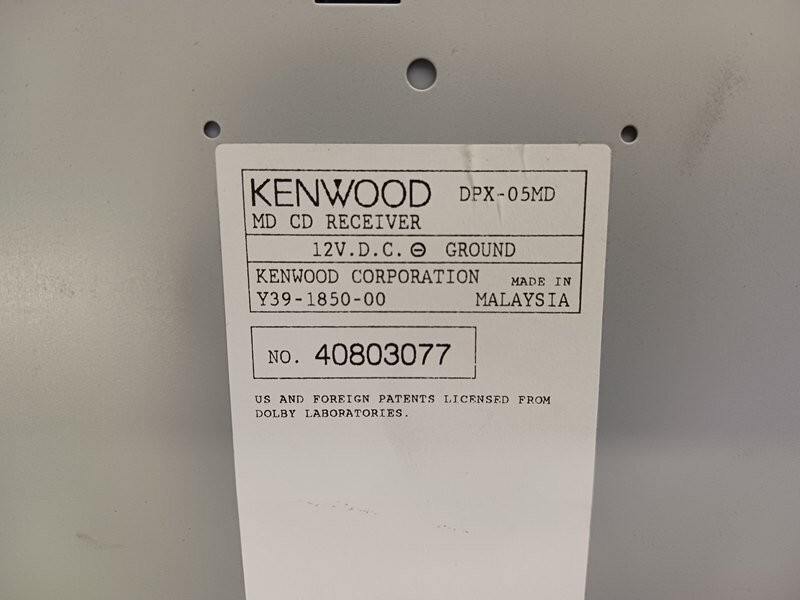 KENWOOD DPX-05MD
MD CD RECEIVER
12V.D.C. ⊖ GROUND
KENWOOD CORPORATION MADE IN
Y39-1850-00 MALAYSIA
NO. 40803077
US AND FOREIGN PATENTS LICENSED FROM
DOLBY LABORATORIES.